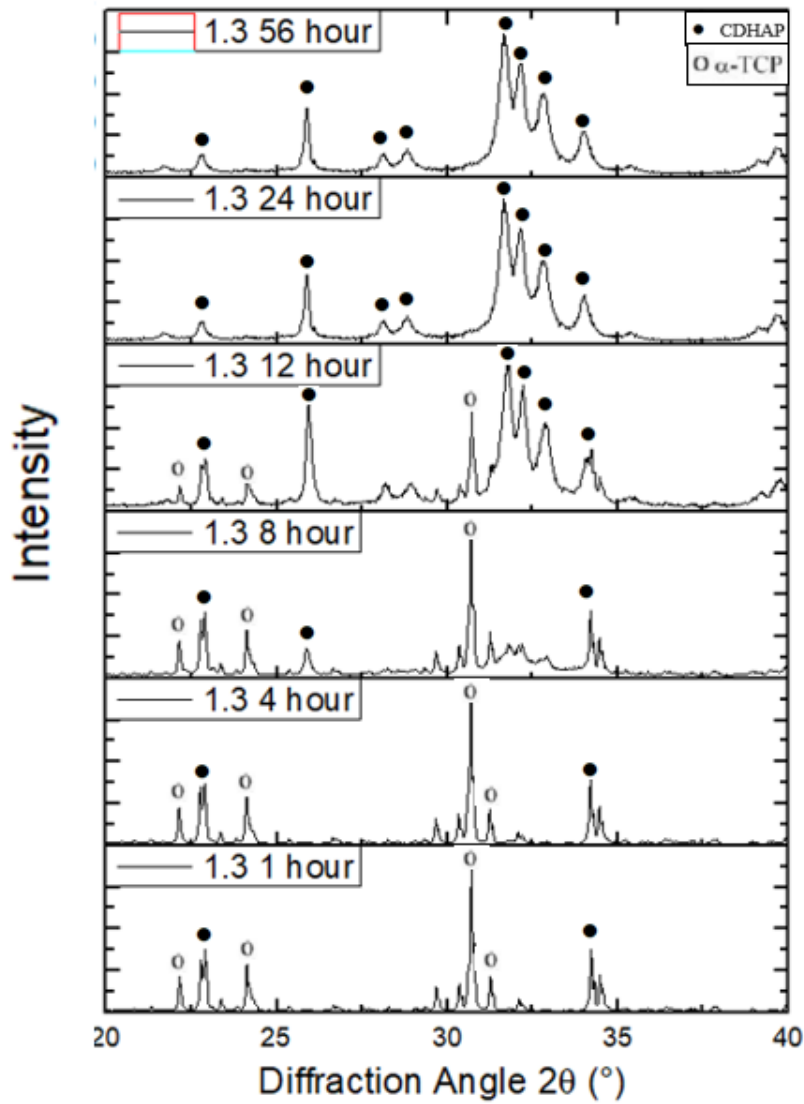 1.3 56 hour
● CDHAP
O α-TCP
1.3 24 hour
1.3 12 hour
1.3 8 hour
1.3 4 hour
1.3 1 hour
Intensity
20 25 30 35 40
Diffraction Angle 2θ (°)